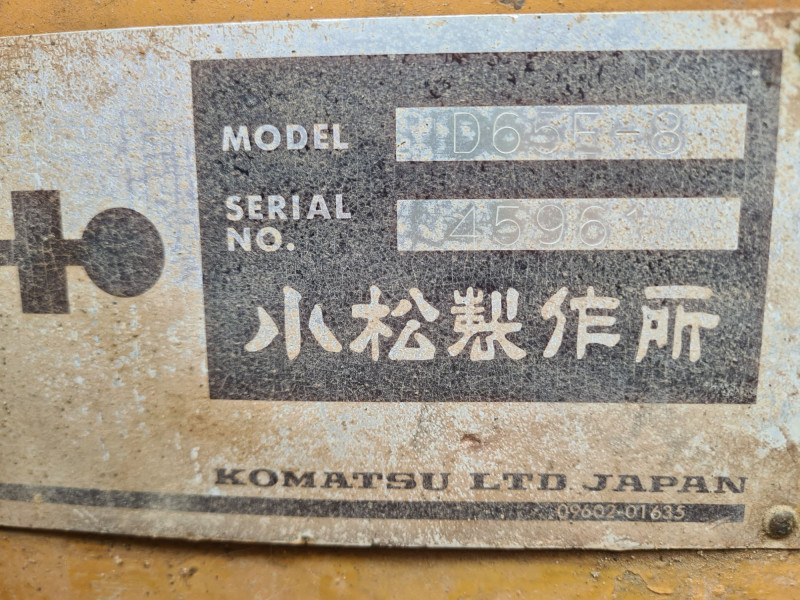 MODEL D65E-8
SERIAL NO. 45961
小松製作所
KOMATSU LTD. JAPAN
09602-01635